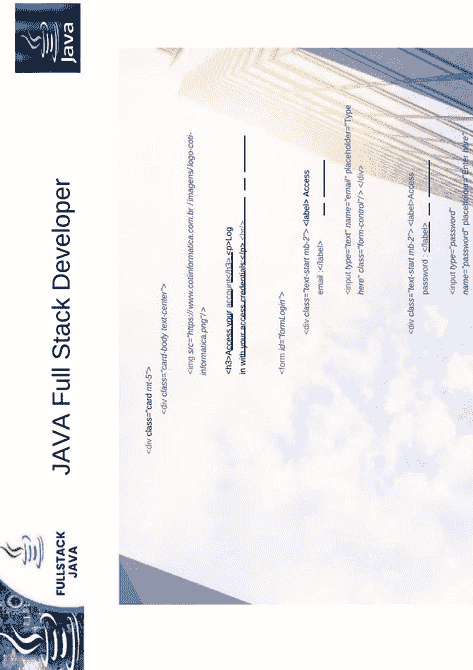 FULLSTACK
JAVA
JAVA Full Stack Developer
Java
<div class="card mt-5">
<div class="card-body text-center">
<img src="https://www.cotiinformatica.com.br / imagens/ logo-coti-
informatica.png"/>
<h3>Access your account</h3> <p>Log
in with your access credentials:</p> <hr/>
<form id="formLogin">
<div class="text-start mb-2"> <label> Access
email :</label>
<input type="text" name="email" placeholder="Type
here" class="form-control"/> </div>
<div class="text-start mb-2"> <label>Access
password : </label>
<input type="password"
name="password" placeholder="Enter here"